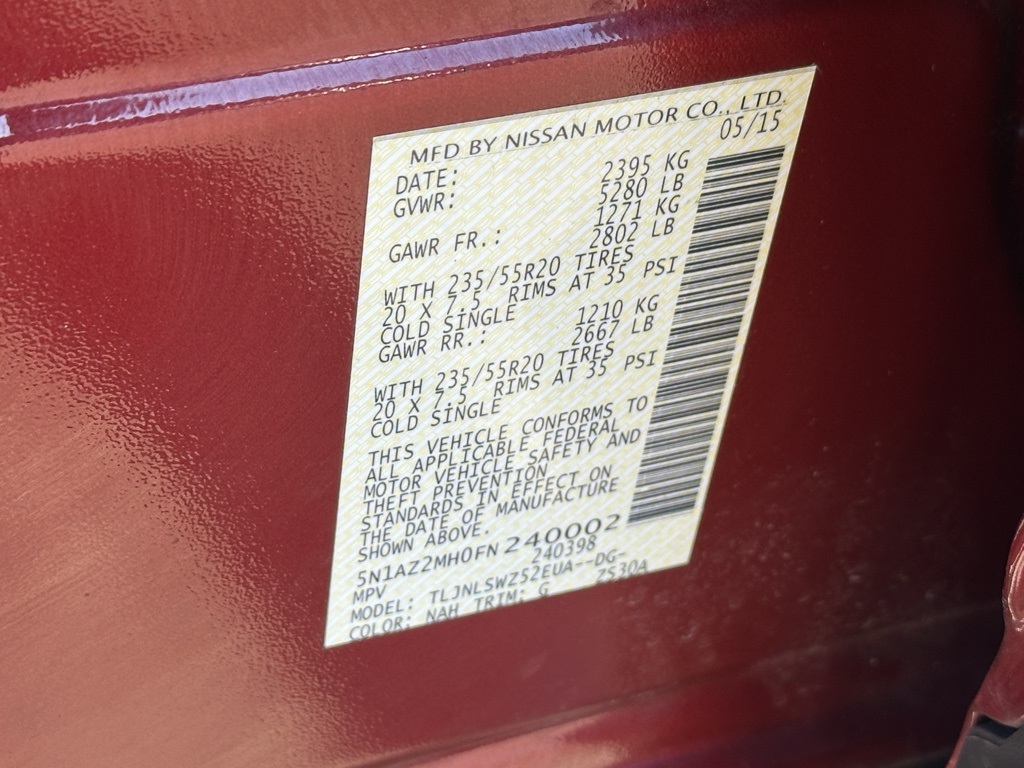 MFD BY NISSAN MOTOR CO., LTD.
DATE: 05/15
GVWR: 2395 KG
5280 LB
GAWR FR.: 1271 KG
2802 LB
WITH 235/55R20 TIRES
20 X 7.5 RIMS AT 35 PSI
COLD SINGLE
GAWR RR.: 1210 KG
2667 LB
WITH 235/55R20 TIRES
20 X 7.5 RIMS AT 35 PSI
COLD SINGLE
THIS VEHICLE CONFORMS TO
ALL APPLICABLE FEDERAL
MOTOR VEHICLE SAFETY AND
THEFT PREVENTION
STANDARDS IN EFFECT ON
THE DATE OF MANUFACTURE
SHOWN ABOVE.
5N1AZ2MH0FN240002
MPV 240398
MODEL: TLJNLSWZ52EUA--DG-
COLOR: NAH TRIM: G ZS30A